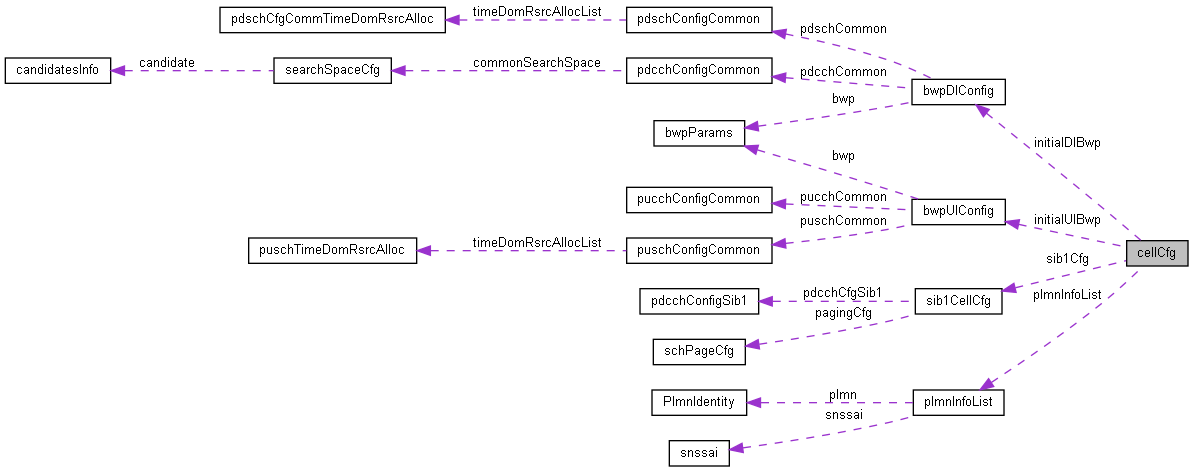 pdschCfgCommTimeDomRsrcAlloc
timeDomRsrcAllocList
pdschConfigCommon
pdschCommon
candidatesInfo
candidate
searchSpaceCfg
commonSearchSpace
pdcchConfigCommon
pdcchCommon
bwpDlConfig
bwp
bwpParams
initialDlBwp
bwp
pucchConfigCommon
pucchCommon
bwpUlConfig
initialUlBwp
puschCommon
puschTimeDomRsrcAlloc
timeDomRsrcAllocList
puschConfigCommon
cellCfg
sib1Cfg
pdcchConfigSib1
pdcchCfgSib1
sib1CellCfg
plmnInfoList
pagingCfg
schPageCfg
PlmnIdentity
plmn
plmnInfoList
snssai
snssai